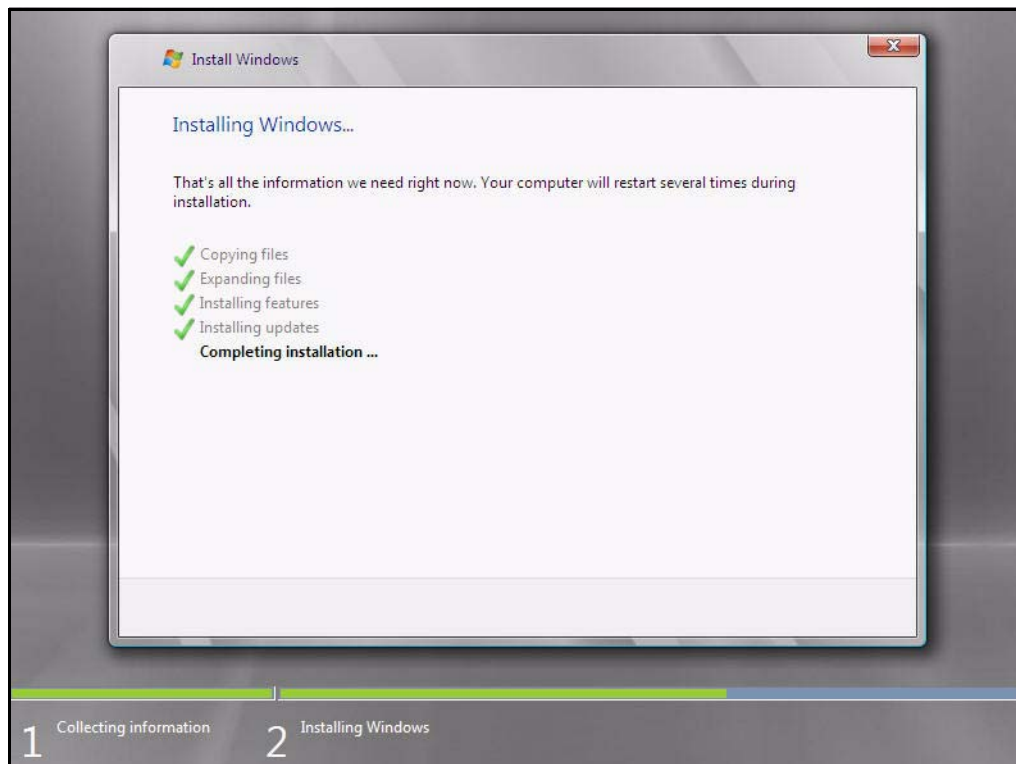 Install Windows
Installing Windows...
That's all the information we need right now. Your computer will restart several times during
installation.
Copying files
Expanding files
Installing features
Installing updates
Completing installation ...
1 Collecting information
2 Installing Windows